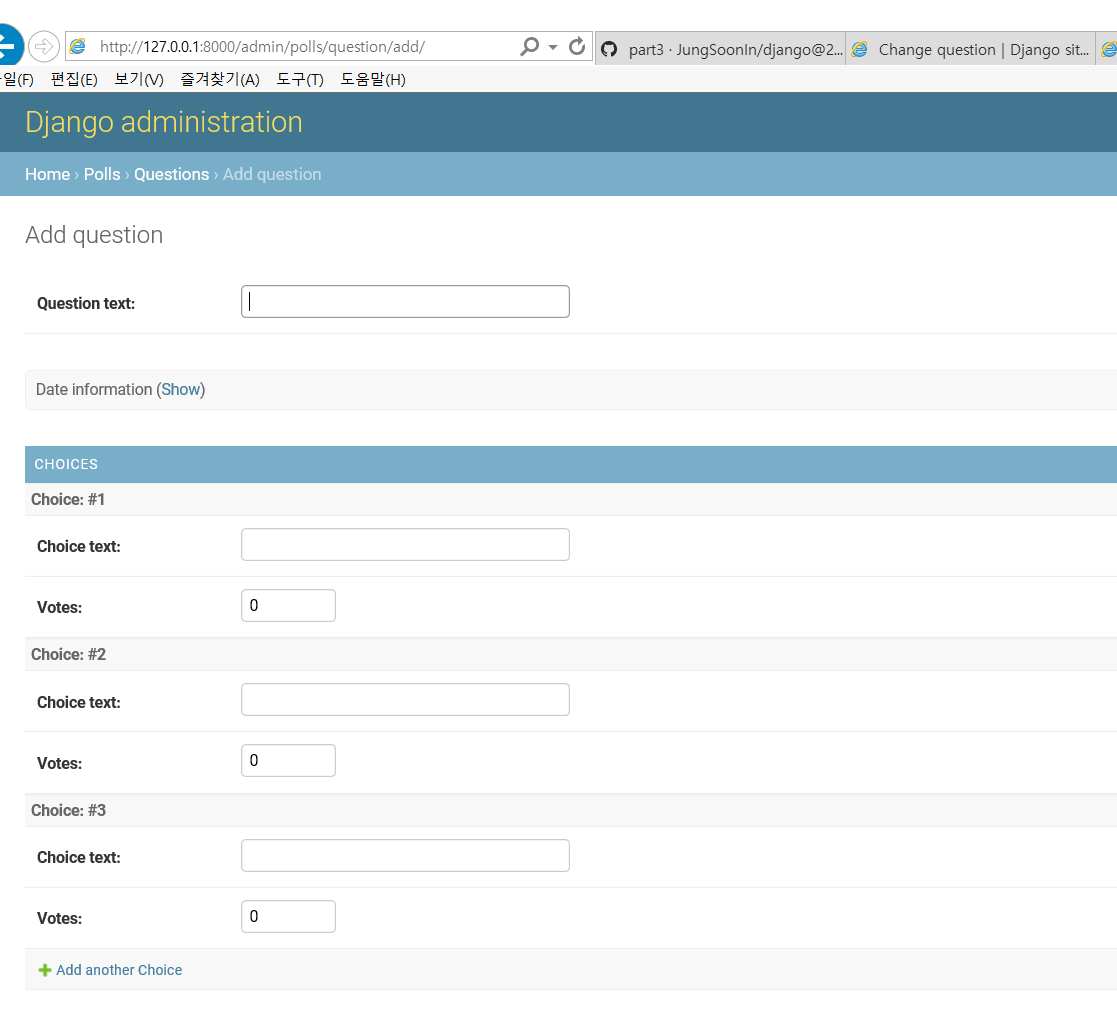 http://127.0.0.1:8000/admin/polls/question/add/
part3 · JungSoonIn/django@2...
Change question | Django sit...
일(F) 편집(E) 보기(V) 즐겨찾기(A) 도구(T) 도움말(H)
Django administration
Home › Polls › Questions › Add question
Add question
Question text:
Date information (Show)
CHOICES
Choice: #1
Choice text:
Votes: 0
Choice: #2
Choice text:
Votes: 0
Choice: #3
Choice text:
Votes: 0
Add another Choice